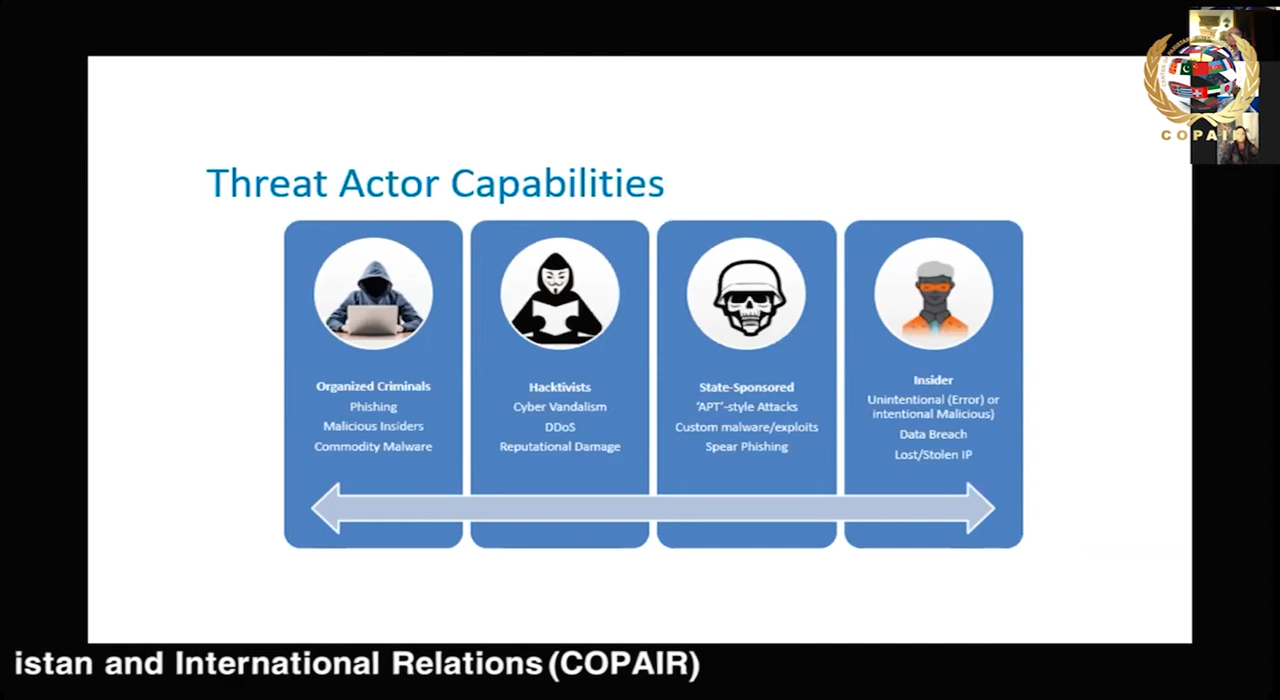 COPAIR
Threat Actor Capabilities
Organized Criminals
Phishing
Malicious Insiders
Commodity Malware
Hacktivists
Cyber Vandalism
DDoS
Reputational Damage
State-Sponsored
‘APT’-style Attacks
Custom malware/exploits
Spear Phishing
Insider
Unintentional (Error) or
intentional Malicious)
Data Breach
Lost/Stolen IP
istan and International Relations (COPAIR)